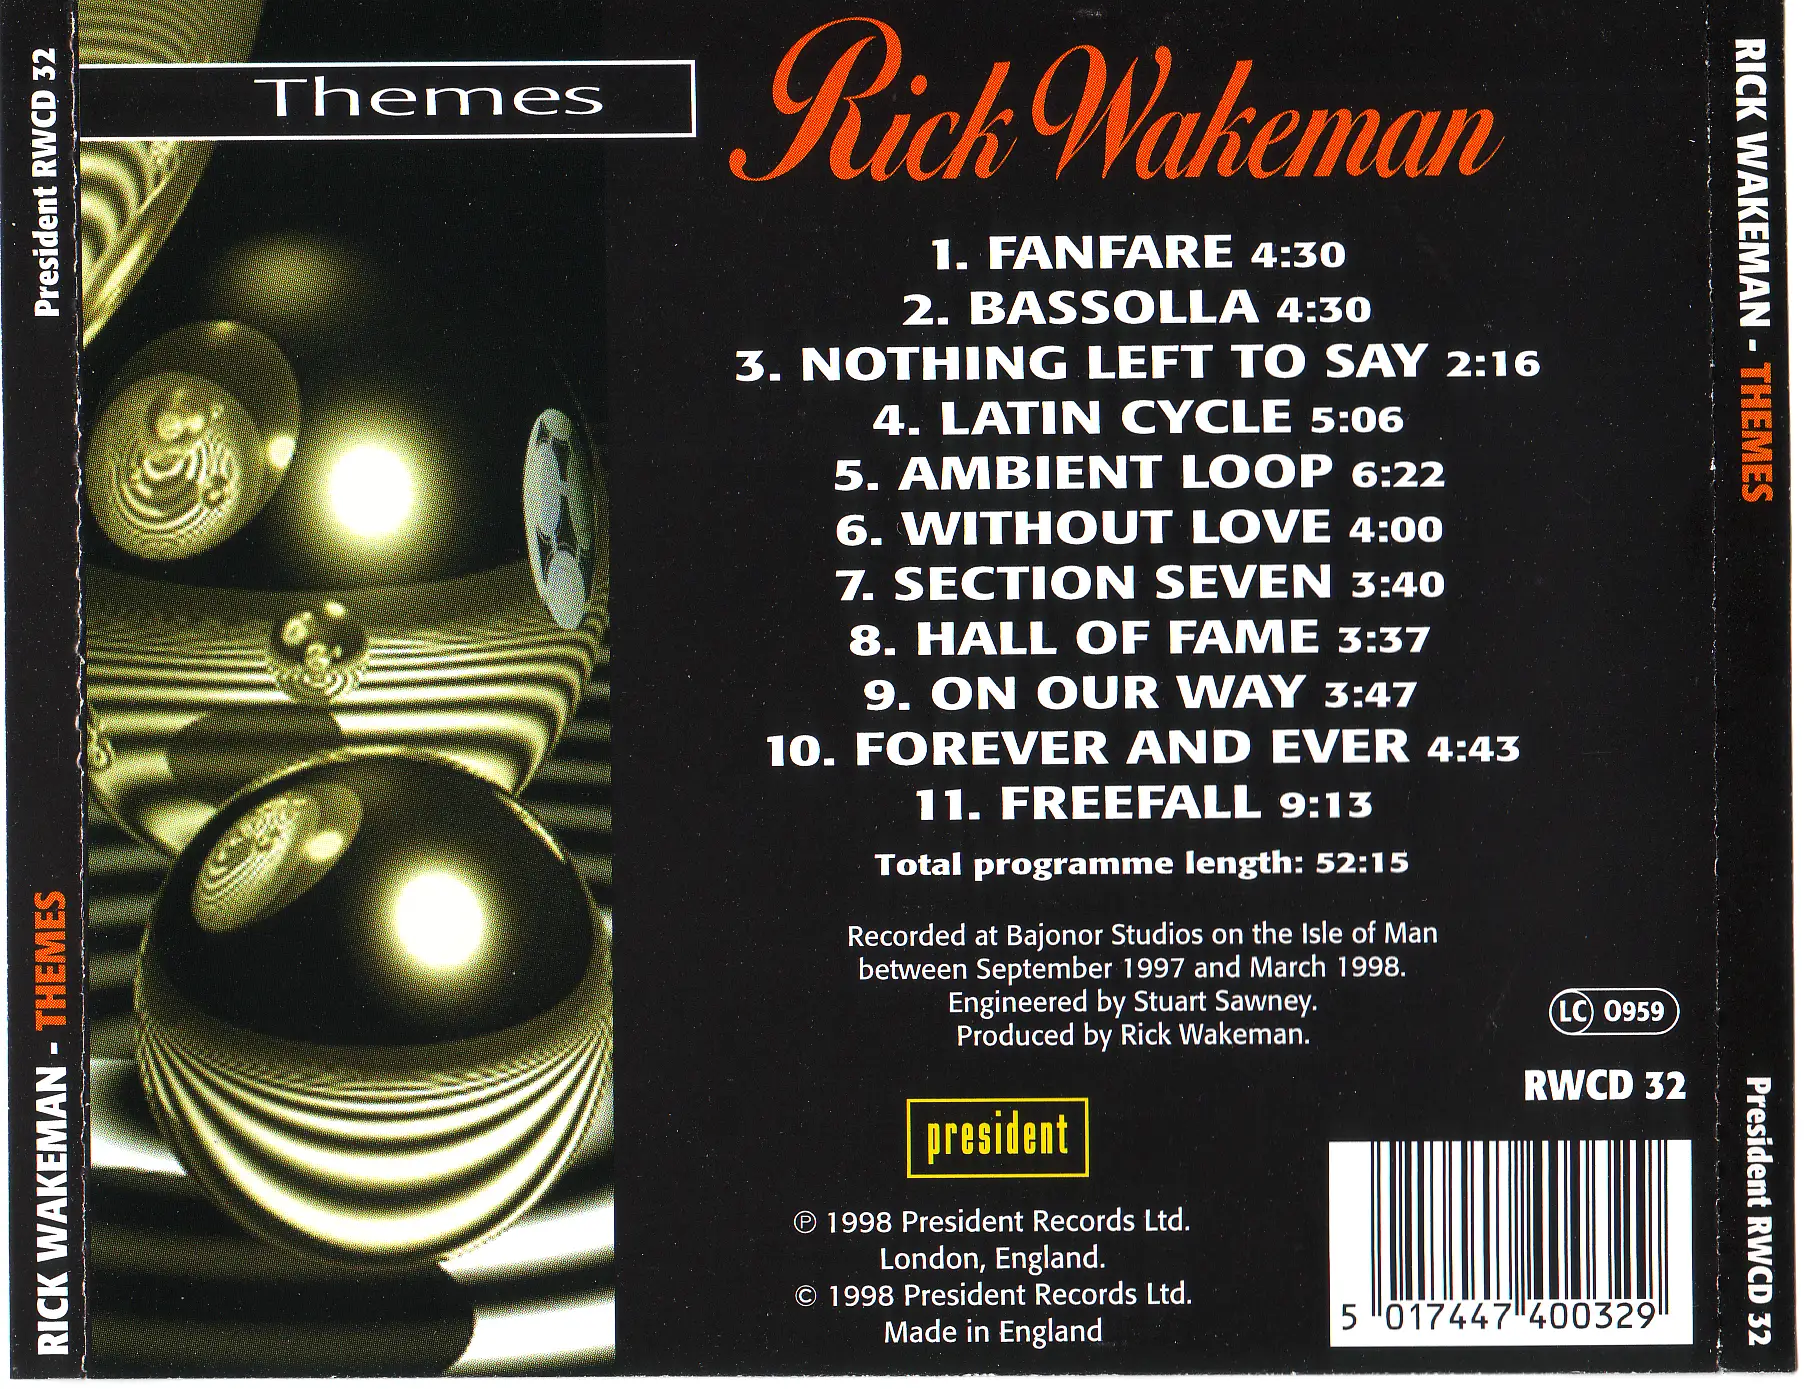 President RWCD 32
RICK WAKEMAN - THEMES
Themes
Rick Wakeman
1. FANFARE 4:30
2. BASSOLLA 4:30
3. NOTHING LEFT TO SAY 2:16
4. LATIN CYCLE 5:06
5. AMBIENT LOOP 6:22
6. WITHOUT LOVE 4:00
7. SECTION SEVEN 3:40
8. HALL OF FAME 3:37
9. ON OUR WAY 3:47
10. FOREVER AND EVER 4:43
11. FREEFALL 9:13
Total programme length: 52:15
Recorded at Bajonor Studios on the Isle of Man
between September 1997 and March 1998.
Engineered by Stuart Sawney.
Produced by Rick Wakeman.
LC 0959
RWCD 32
president
℗ 1998 President Records Ltd.
London, England.
© 1998 President Records Ltd.
Made in England
5 017447 400329
RICK WAKEMAN - THEMES
President RWCD 32